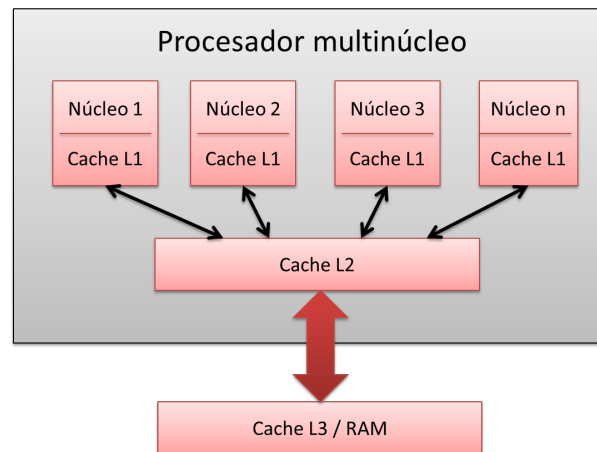 Procesador multinúcleo
Núcleo 1
Cache L1
Núcleo 2
Cache L1
Núcleo 3
Cache L1
Núcleo n
Cache L1
Cache L2
Cache L3 / RAM